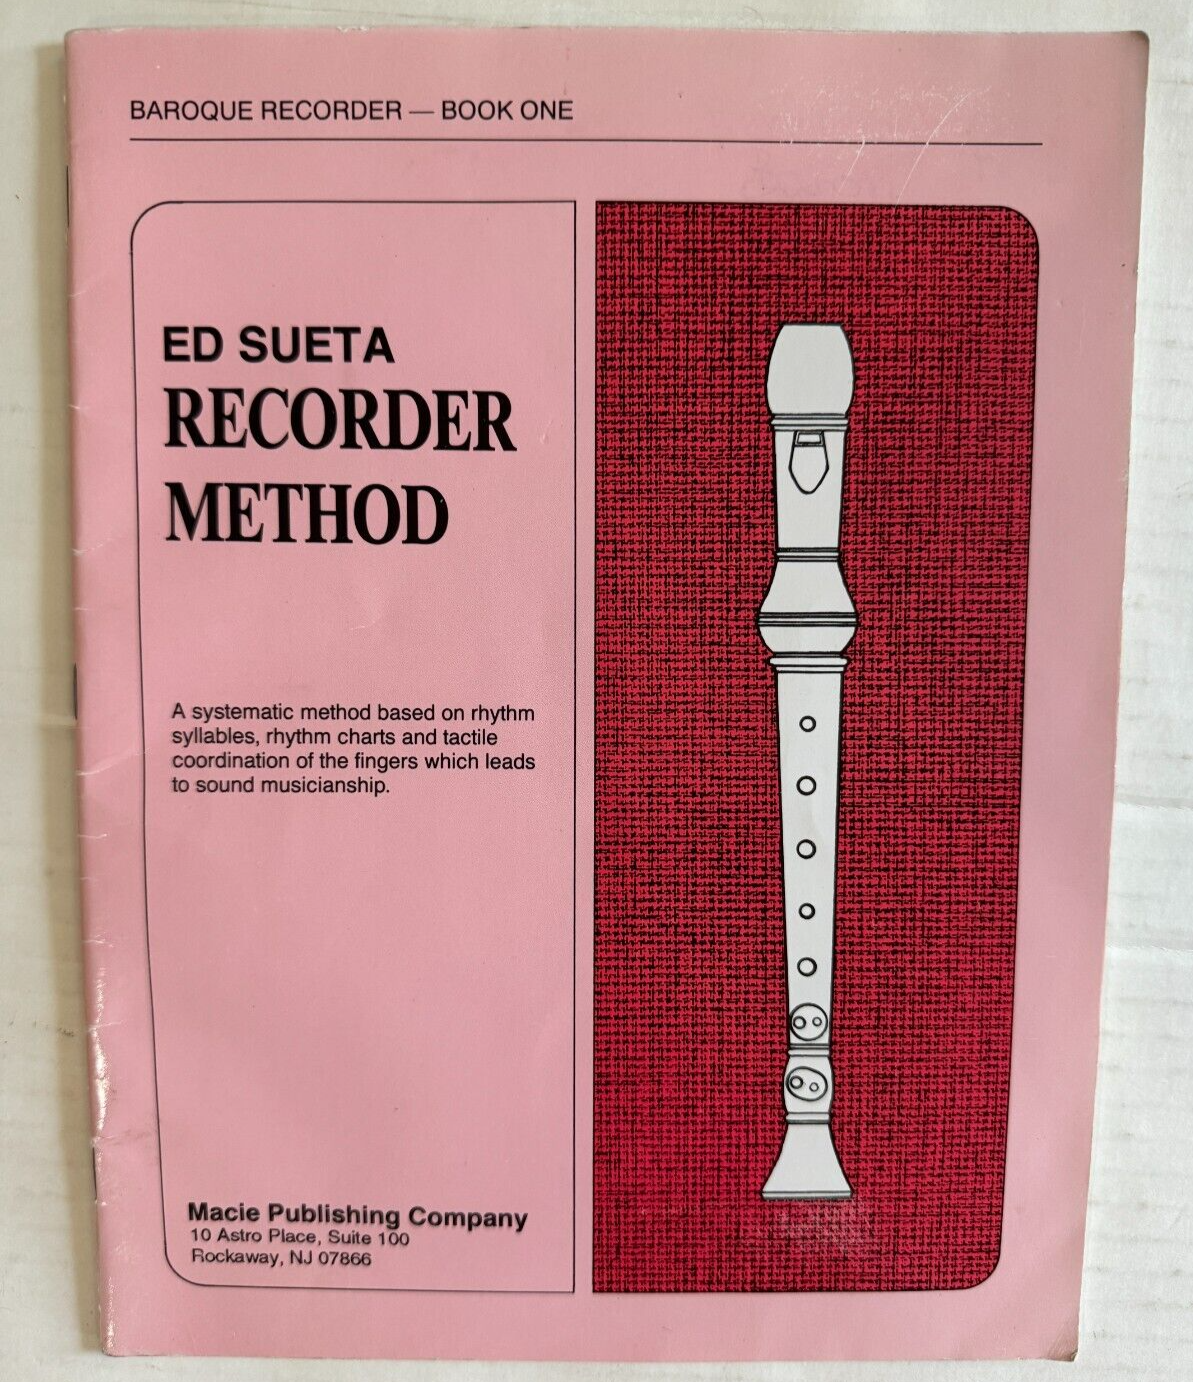 BAROQUE RECORDER — BOOK ONE
ED SUETA
RECORDER
METHOD
A systematic method based on rhythm
syllables, rhythm charts and tactile
coordination of the fingers which leads
to sound musicianship.
Macie Publishing Company
10 Astro Place, Suite 100
Rockaway, NJ 07866